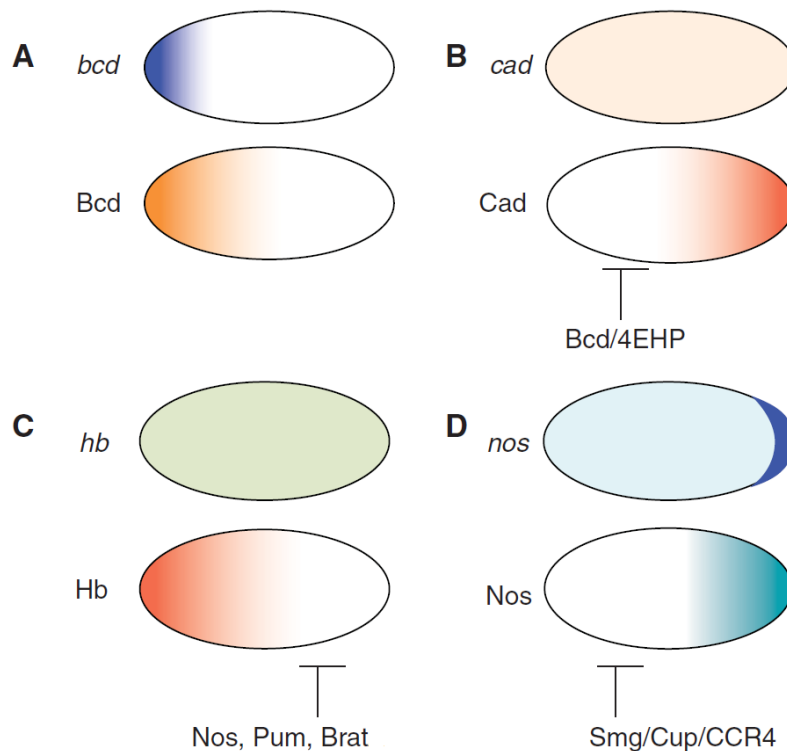 A
bcd
Bcd
B
cad
Cad
Bcd/4EHP
C
hb
Hb
Nos, Pum, Brat
D
nos
Nos
Smg/Cup/CCR4